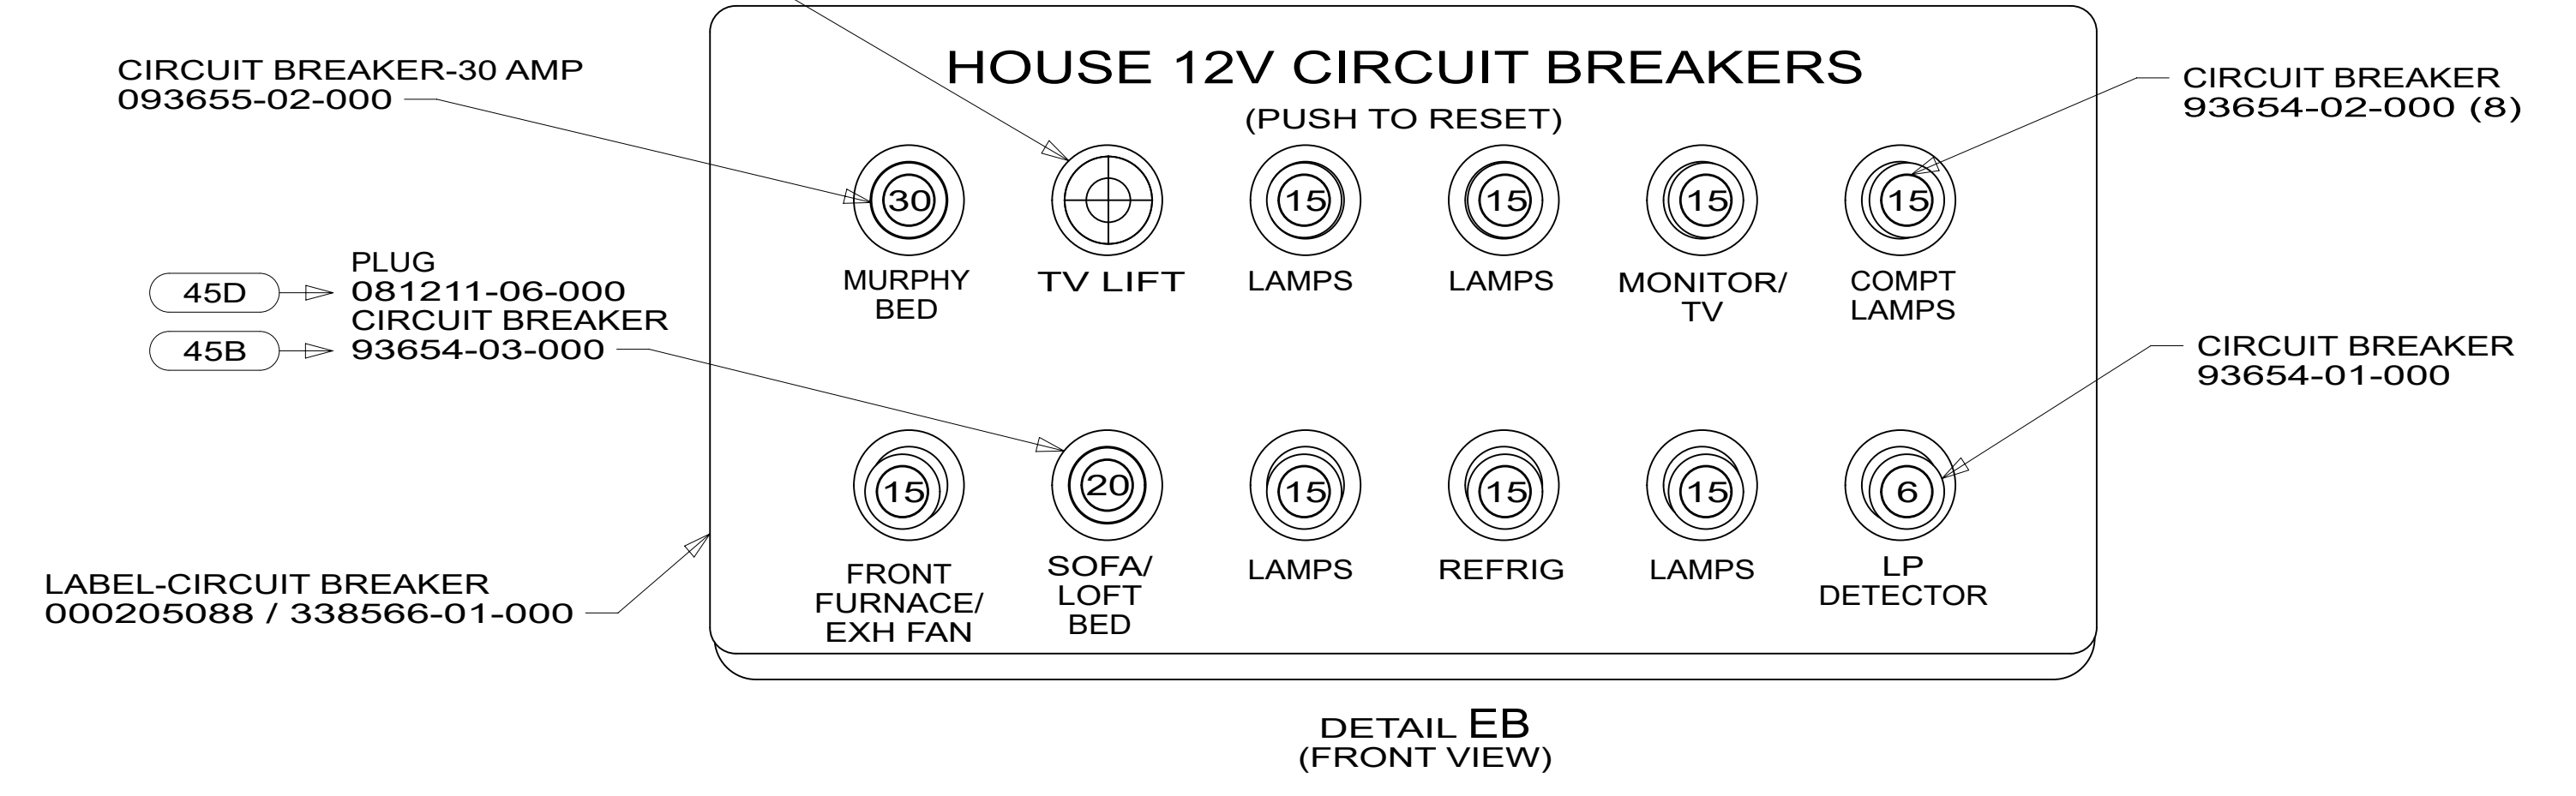 HOUSE 12V CIRCUIT BREAKERS
(PUSH TO RESET)
CIRCUIT BREAKER-30 AMP
093655-02-000
CIRCUIT BREAKER
93654-02-000 (8)
30
15
15
15
15
MURPHY
BED
TV LIFT
LAMPS
LAMPS
MONITOR/
TV
COMPT
LAMPS
45D
PLUG
081211-06-000
45B
CIRCUIT BREAKER
93654-03-000
CIRCUIT BREAKER
93654-01-000
15
20
15
15
15
6
FRONT
FURNACE/
EXH FAN
SOFA/
LOFT
BED
LAMPS
REFRIG
LAMPS
LP
DETECTOR
LABEL-CIRCUIT BREAKER
000205088 / 338566-01-000
DETAIL EB
(FRONT VIEW)